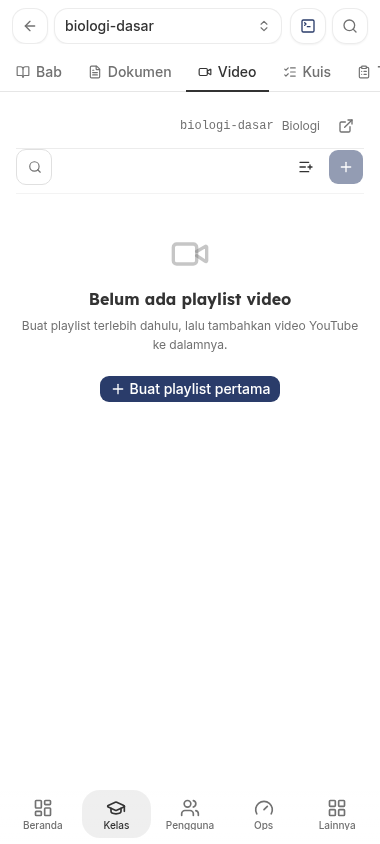 biologi-dasar
Bab Dokumen Video Kuis
biologi-dasar Biologi
Belum ada playlist video
Buat playlist terlebih dahulu, lalu tambahkan video YouTube
ke dalamnya.
Buat playlist pertama
Beranda Kelas Pengguna Ops Lainnya